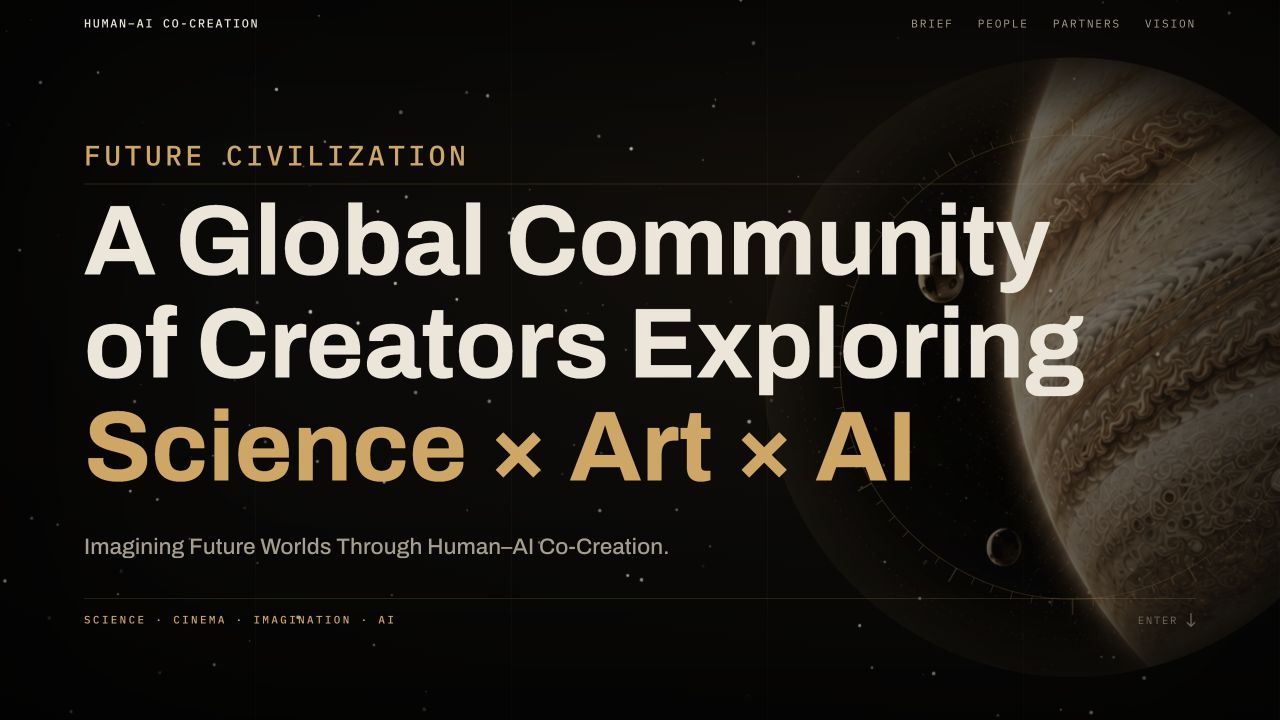 HUMAN–AI CO-CREATION
BRIEF PEOPLE PARTNERS VISION
FUTURE CIVILIZATION
A Global Community
of Creators Exploring
Science × Art × AI
Imagining Future Worlds Through Human–AI Co-Creation.
SCIENCE · CINEMA · IMAGINATION · AI
ENTER ↓